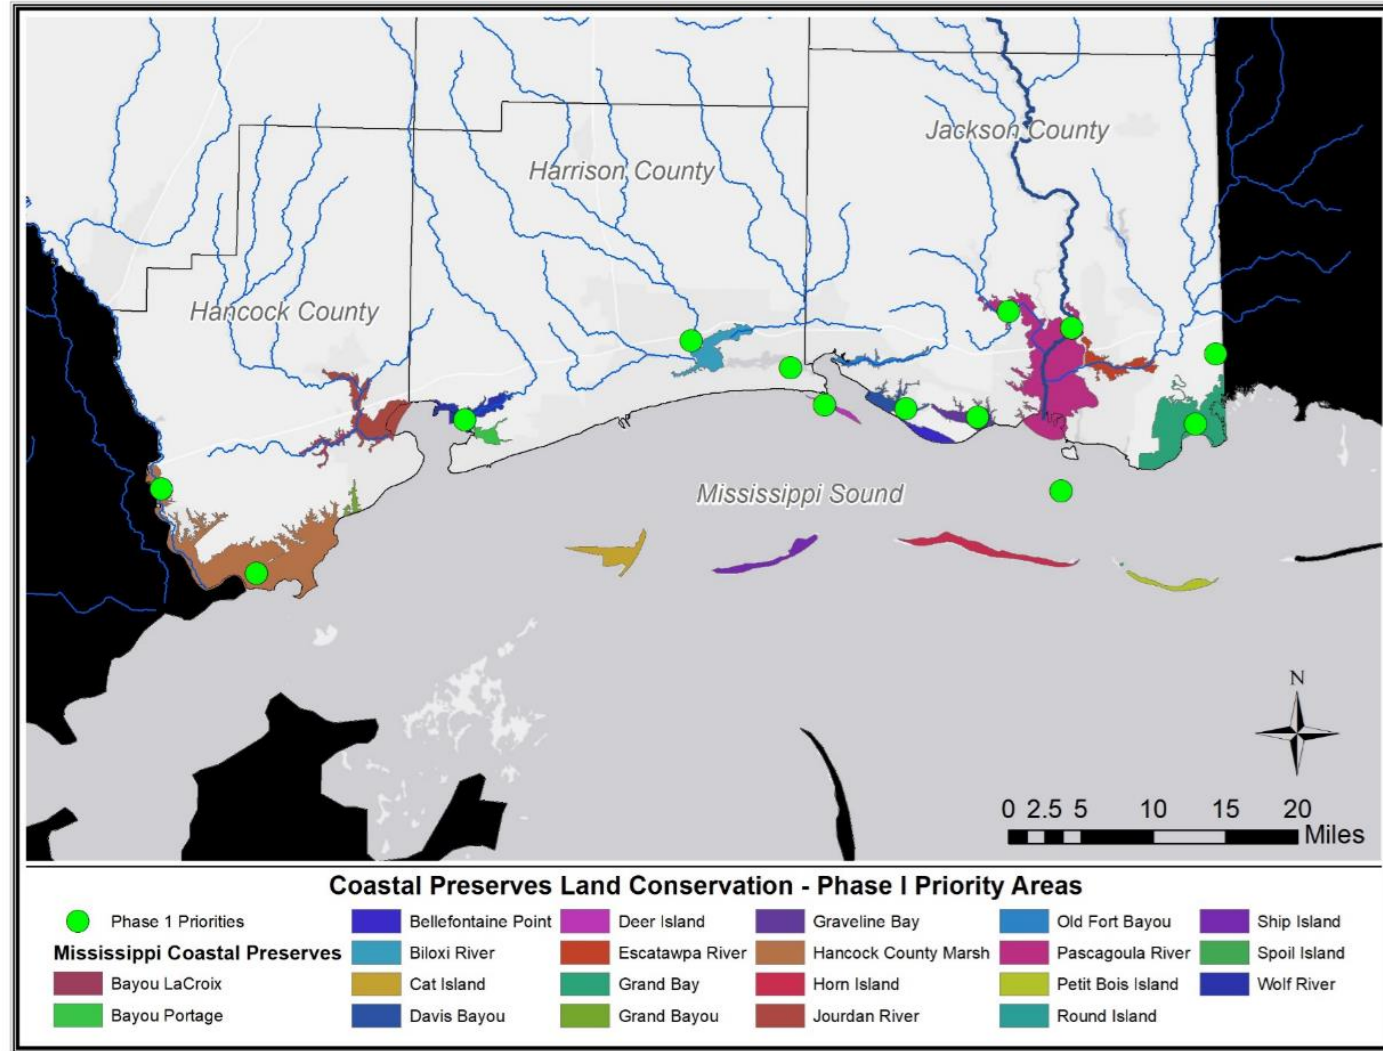 Jackson County
Harrison County
Hancock County
Mississippi Sound
N
0 2.5 5 10 15 20
Miles
Coastal Preserves Land Conservation - Phase I Priority Areas
Phase 1 Priorities
Mississippi Coastal Preserves
Bayou LaCroix
Bayou Portage
Bellefontaine Point
Biloxi River
Cat Island
Davis Bayou
Deer Island
Escatawpa River
Grand Bay
Grand Bayou
Graveline Bay
Hancock County Marsh
Horn Island
Jourdan River
Old Fort Bayou
Pascagoula River
Petit Bois Island
Round Island
Ship Island
Spoil Island
Wolf River